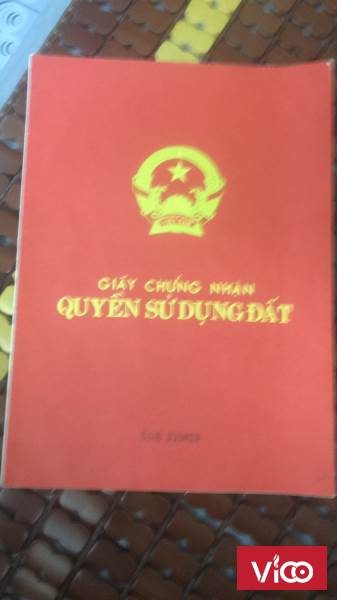 GIẤY CHỨNG NHẬN
QUYỀN SỬ DỤNG ĐẤT
Vico